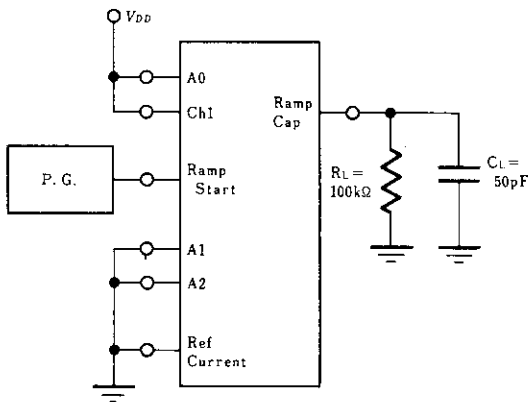 VDD
A0
Ch1
Ramp
Cap
P. G.
Ramp
Start
RL=
100kΩ
CL=
50pF
A1
A2
Ref
Current